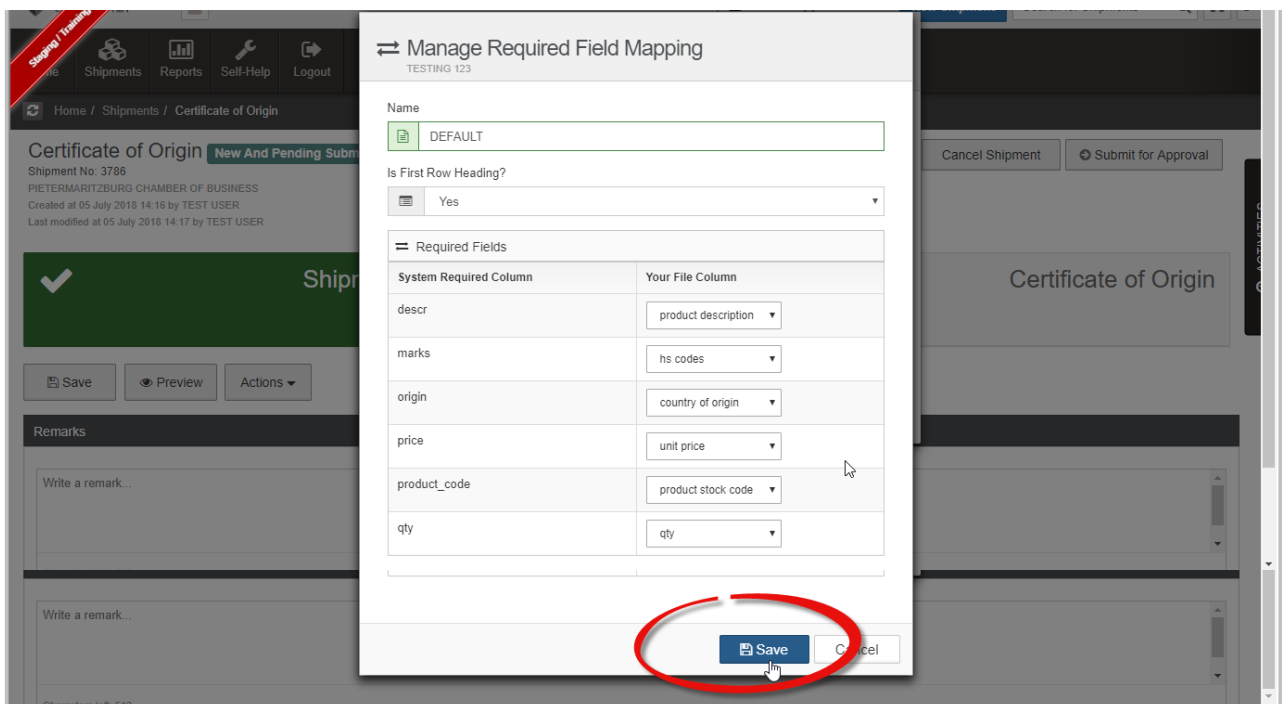 Staging / Training
Shipments
Reports
Self-Help
Logout
Home / Shipments / Certificate of Origin
Certificate of Origin New And Pending Subm
Shipment No: 3786
PIETERMARITZBURG CHAMBER OF BUSINESS
Created at 05 July 2018 14:16 by TEST USER
Last modified at 05 July 2018 14:17 by TEST USER
Cancel Shipment
Submit for Approval
ACTIVITIES
Shipr
Certificate of Origin
Save
Preview
Actions
Remarks
Write a remark...
Write a remark...
Manage Required Field Mapping
TESTING 123
Name
DEFAULT
Is First Row Heading?
Yes
Required Fields
System Required Column Your File Column
descr product description
marks hs codes
origin country of origin
price unit price
product_code product stock code
qty qty
Save Cancel